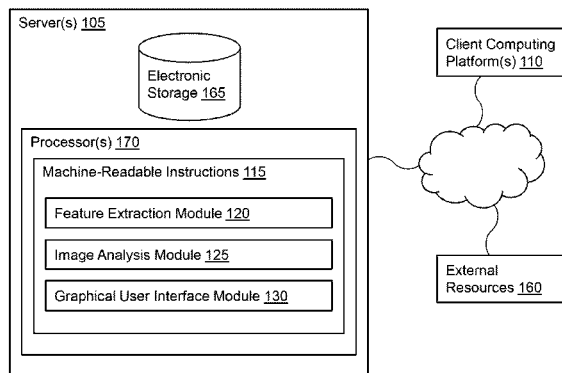 Server(s) 105
Electronic
Storage 165
Processor(s) 170
Machine-Readable Instructions 115
Feature Extraction Module 120
Image Analysis Module 125
Graphical User Interface Module 130
Client Computing
Platform(s) 110
External
Resources 160